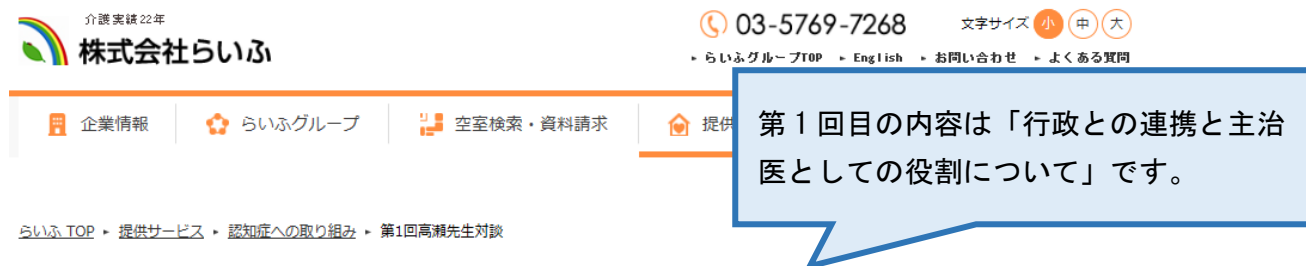 介護実績22年
株式会社らいふ
03-5769-7268 文字サイズ 小 中 大
▸ らいふグループTOP ▸ English ▸ お問い合わせ ▸ よくある質問
企業情報 らいふグループ 空室検索・資料請求 提供
第1回目の内容は「行政との連携と主治
医としての役割について」です。
らいふ TOP ▸ 提供サービス ▸ 認知症への取り組み ▸ 第1回高瀬先生対談